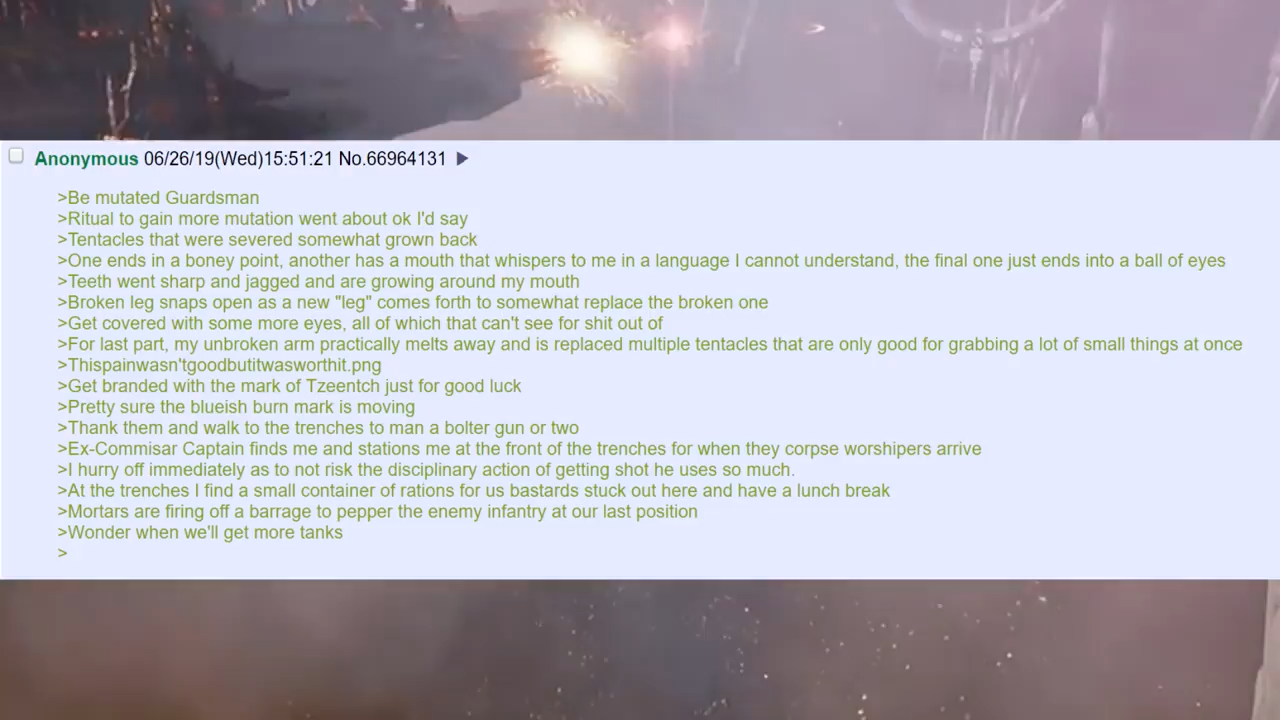 Anonymous 06/26/19(Wed)15:51:21 No.66964131 ▶
>Be mutated Guardsman
>Ritual to gain more mutation went about ok I'd say
>Tentacles that were severed somewhat grown back
>One ends in a boney point, another has a mouth that whispers to me in a language I cannot understand, the final one just ends into a ball of eyes
>Teeth went sharp and jagged and are growing around my mouth
>Broken leg snaps open as a new "leg" comes forth to somewhat replace the broken one
>Get covered with some more eyes, all of which that can't see for shit out of
>For last part, my unbroken arm practically melts away and is replaced multiple tentacles that are only good for grabbing a lot of small things at once
>Thispainwasn'tgoodbutitwasworthit.png
>Get branded with the mark of Tzeentch just for good luck
>Pretty sure the blueish burn mark is moving
>Thank them and walk to the trenches to man a bolter gun or two
>Ex-Commisar Captain finds me and stations me at the front of the trenches for when they corpse worshipers arrive
>I hurry off immediately as to not risk the disciplinary action of getting shot he uses so much.
>At the trenches I find a small container of rations for us bastards stuck out here and have a lunch break
>Mortars are firing off a barrage to pepper the enemy infantry at our last position
>Wonder when we'll get more tanks
>